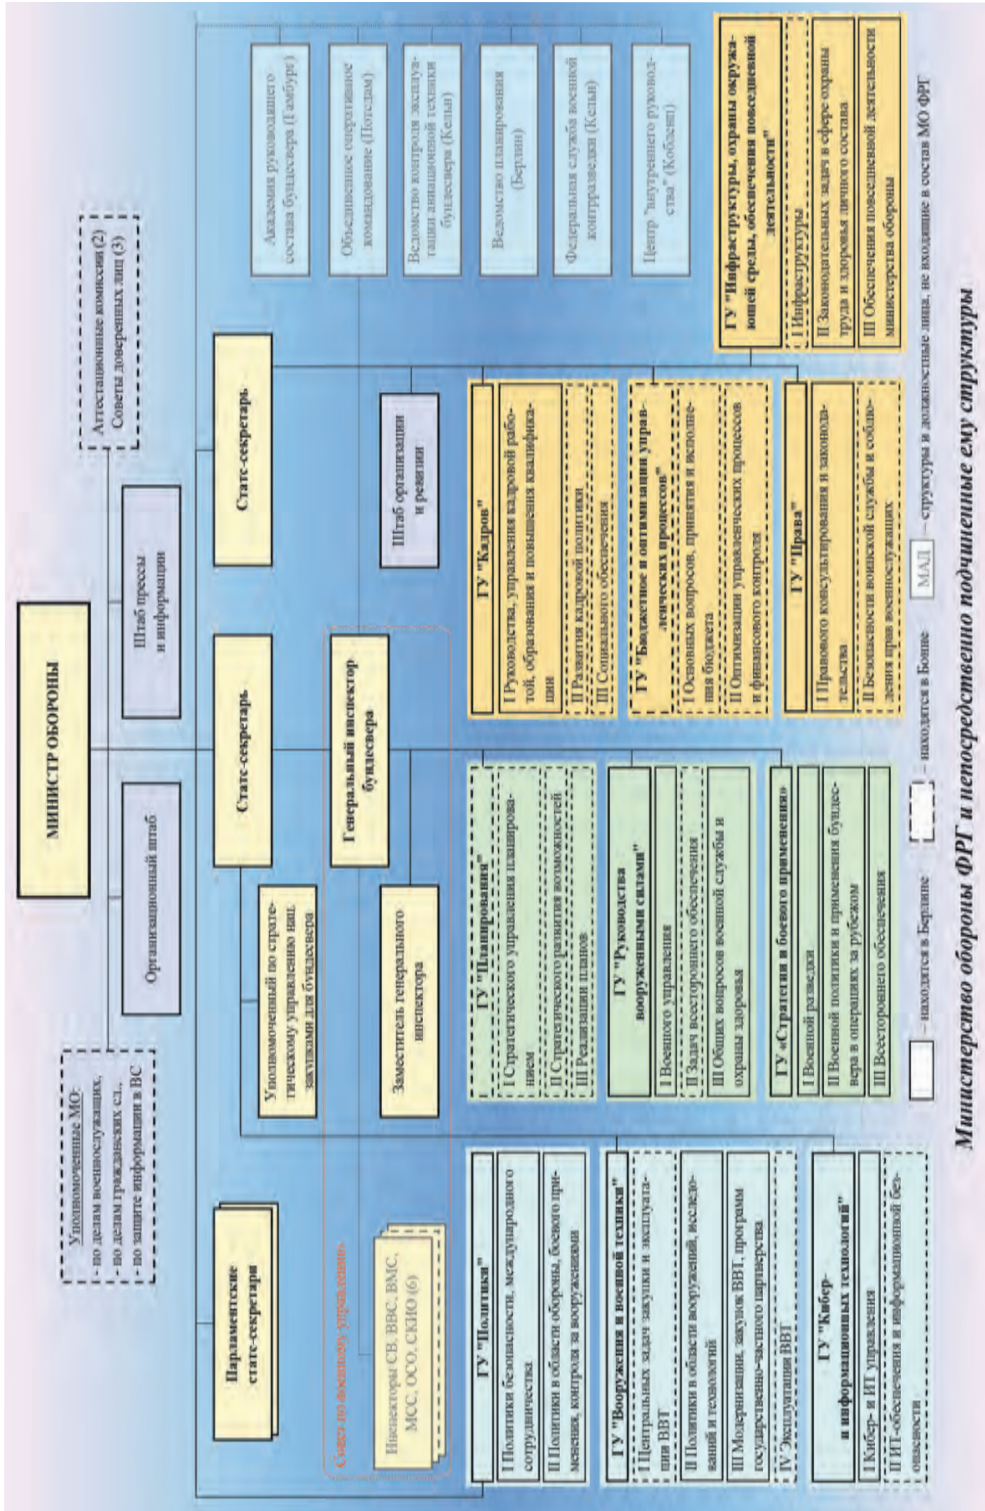 МИНИСТР ОБОРОНЫ
Уполномоченные МО:
- по делам военнослужащих,
- по делам гражданских сл.,
- по защите информации в ВС
Организационный штаб
Штаб прессы
и информации
Аттестационные комиссии (2)
Советы доверенных лиц (3)
Парламентские
статс-секретари
Статс-секретарь
Статс-секретарь
Уполномоченный по страте-
гическому управлению нац.
закупками для бундесвера
Совет по военному управлению
Генеральный инспектор
бундесвера
Инспекторы СВ, ВВС, ВМС,
МСС, ОСО, СКИО (6)
Заместитель генерального
инспектора
Штаб организации
и ревизии
Академия руководящего
состава бундесвера (Гамбург)
Объединенное оперативное
командование (Потсдам)
Ведомство контроля эксплуа-
тации авиационной техники
бундесвера (Кельн)
Ведомство планирования
(Берлин)
Федеральная служба военной
контрразведки (Кельн)
Центр "внутреннего руковод-
ства" (Кобленц)
ГУ "Политики"
I Политики безопасности, международного
сотрудничества
II Политики в области обороны, боевого при-
менения, контроля за вооружениями
ГУ "Вооружения и военной техники"
I Центральных задач закупки и эксплуата-
ции ВВТ
II Политики в области вооружений, исследо-
ваний и технологий
III Модернизации, закупок ВВТ, программ
государственно-частного партнерства
IV Эксплуатации ВВТ
ГУ "Кибер-
и информационных технологий"
I Кибер- и ИТ управления
II ИТ-обеспечения и информационной без-
опасности
ГУ "Планирования"
I Стратегического управления планирова-
нием
II Стратегического развития возможностей
III Реализации планов
ГУ "Руководства
вооруженными силами"
I Военного управления
II Задач всестороннего обеспечения
III Общих вопросов военной службы и
охраны здоровья
ГУ «Стратегии и боевого применения»
I Военной разведки
II Военной политики и применения бундес-
вера в операциях за рубежом
III Всестороннего обеспечения
ГУ "Кадров"
I Руководства, управления кадровой рабо-
той, образования и повышения квалифика-
ции
II Развития кадровой политики
III Социального обеспечения
ГУ "Бюджетное и оптимизации управ-
ленических процессов"
I Основных вопросов, принятия и исполне-
ния бюджета
II Оптимизации управленческих процессов
и финансового контроля
ГУ "Права"
I Правового консультирования и законода-
тельства
II Безопасности воинской службы и соблю-
дения прав военнослужащих
ГУ "Инфраструктуры, охраны окружа-
ющей среды, обеспечения повседневной
деятельности"
I Инфраструктуры
II Законодательных задач в сфере охраны
труда и здоровья личного состава
III Обеспечения повседневной деятельности
министерства обороны
– находятся в Берлине
– находятся в Бонне
МАД
– структуры и должностные лица, не входящие в состав МО ФРГ
Министерство обороны ФРГ и непосредственно подчиненные ему структуры